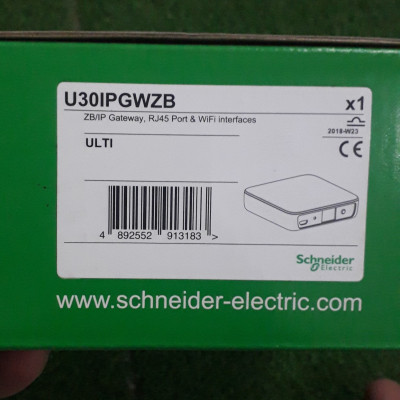 U30IPGWZB
x1
ZB/IP Gateway, RJ45 Port & WiFi interfaces
2018-W23
ULTI
CE
4 892552 913183 >
Schneider
Electric
www.schneider-electric.com